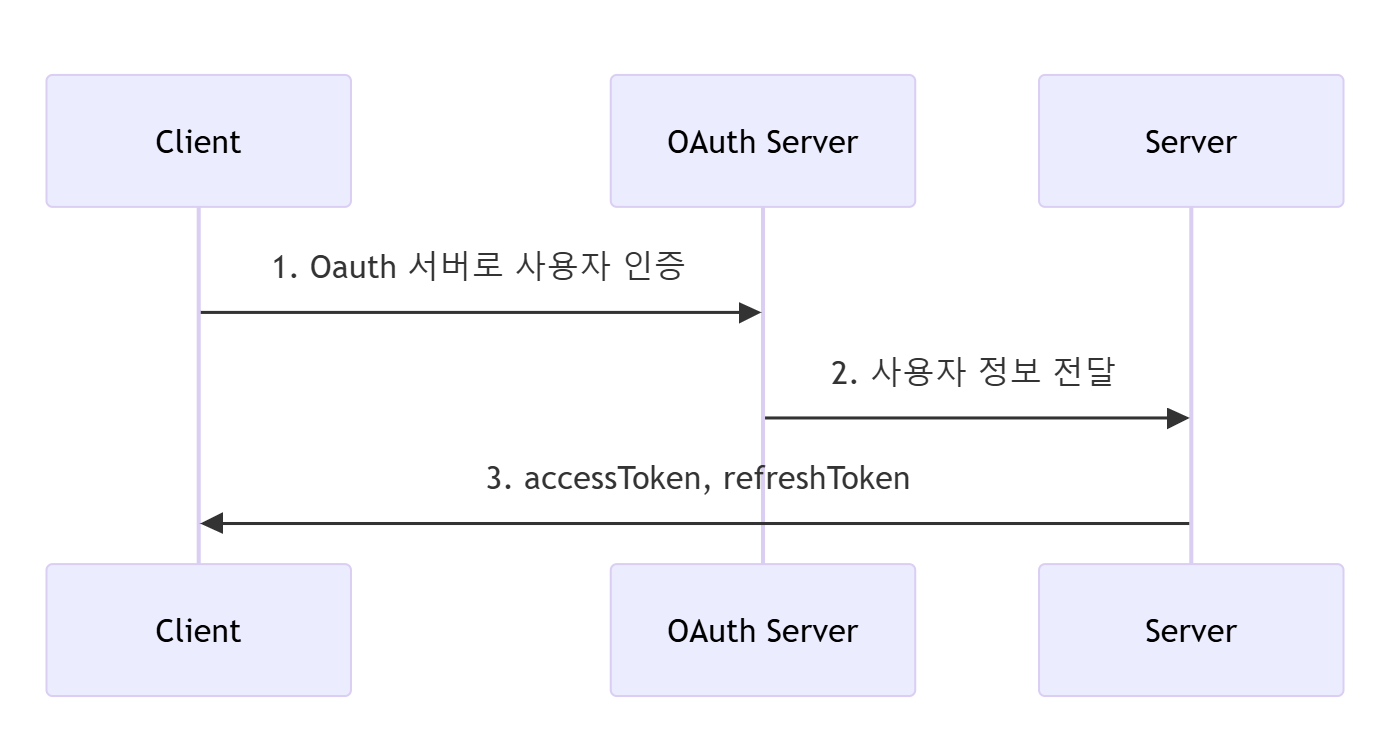 Client
OAuth Server
Server
1. Oauth 서버로 사용자 인증
2. 사용자 정보 전달
3. accessToken, refreshToken
Client
OAuth Server
Server